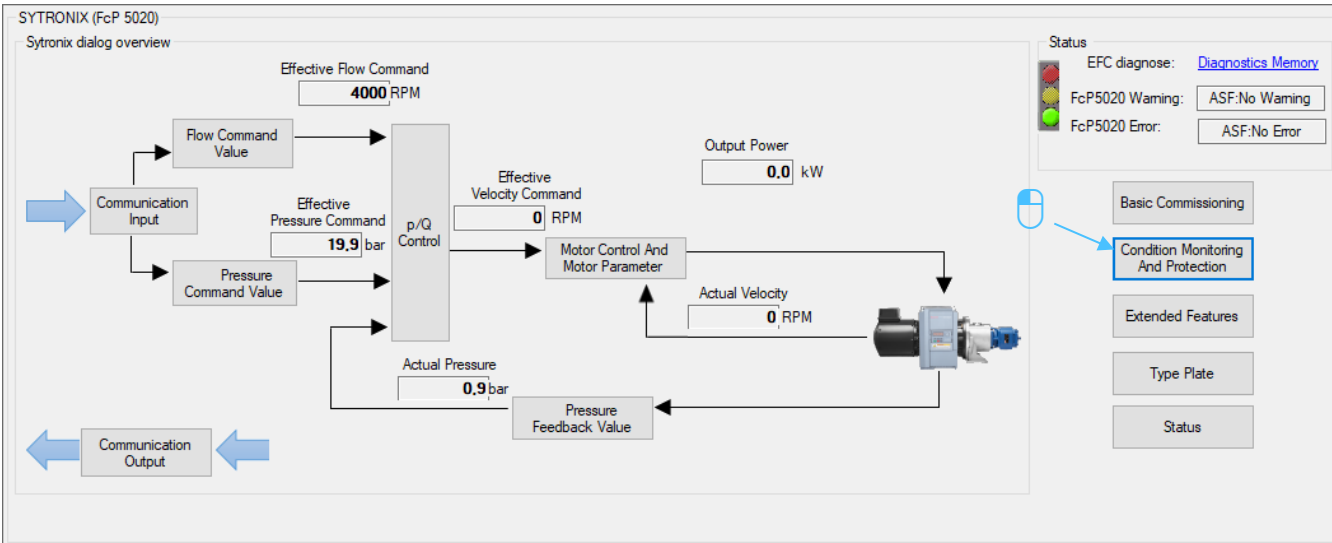 SYTRONIX (FcP 5020)
Sytronix dialog overview
Effective Flow Command
4000 RPM
Flow Command
Value
Communication
Input
Effective
Pressure Command
19,9 bar
Pressure
Command Value
p/Q
Control
Effective
Velocity Command
0 RPM
Output Power
0,0 kW
Motor Control And
Motor Parameter
Actual Velocity
0 RPM
Actual Pressure
0,9 bar
Pressure
Feedback Value
Communication
Output
Status
EFC diagnose: Diagnostics Memory
FcP5020 Warning: ASF:No Warning
FcP5020 Error: ASF:No Error
Basic Commissioning
Condition Monitoring
And Protection
Extended Features
Type Plate
Status